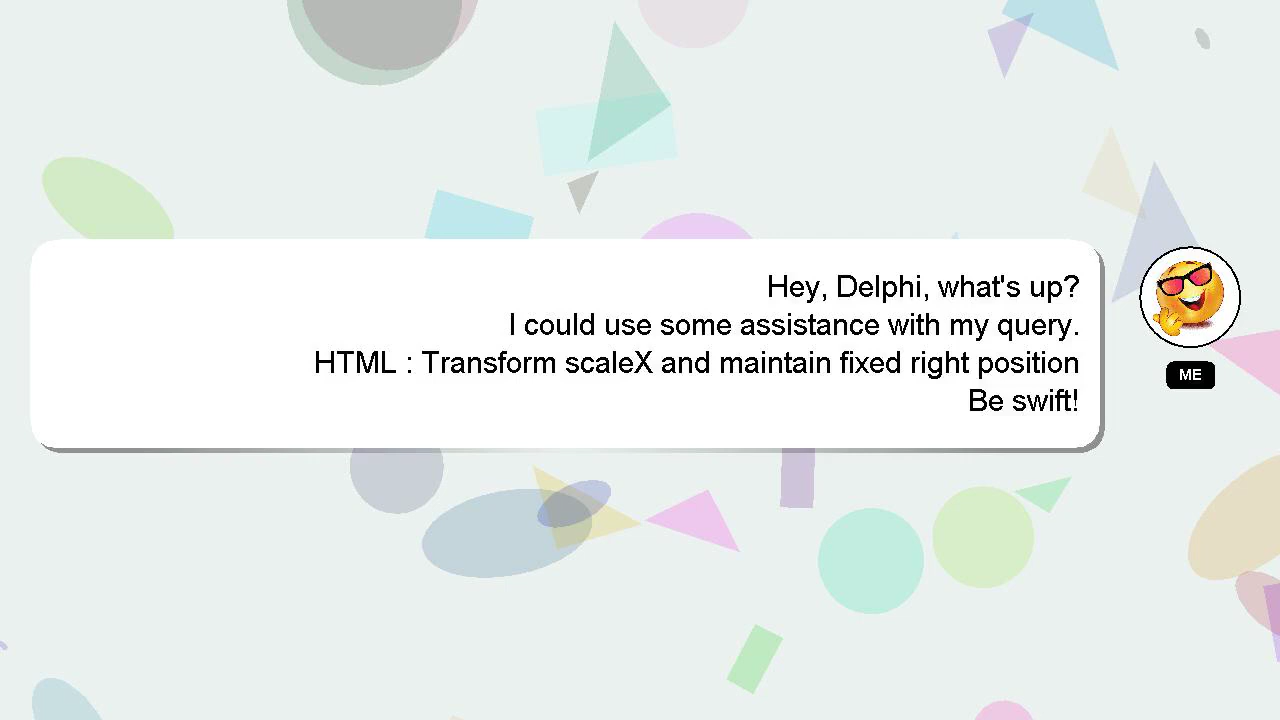 Hey, Delphi, what's up?
I could use some assistance with my query.
HTML : Transform scaleX and maintain fixed right position
Be swift!
ME